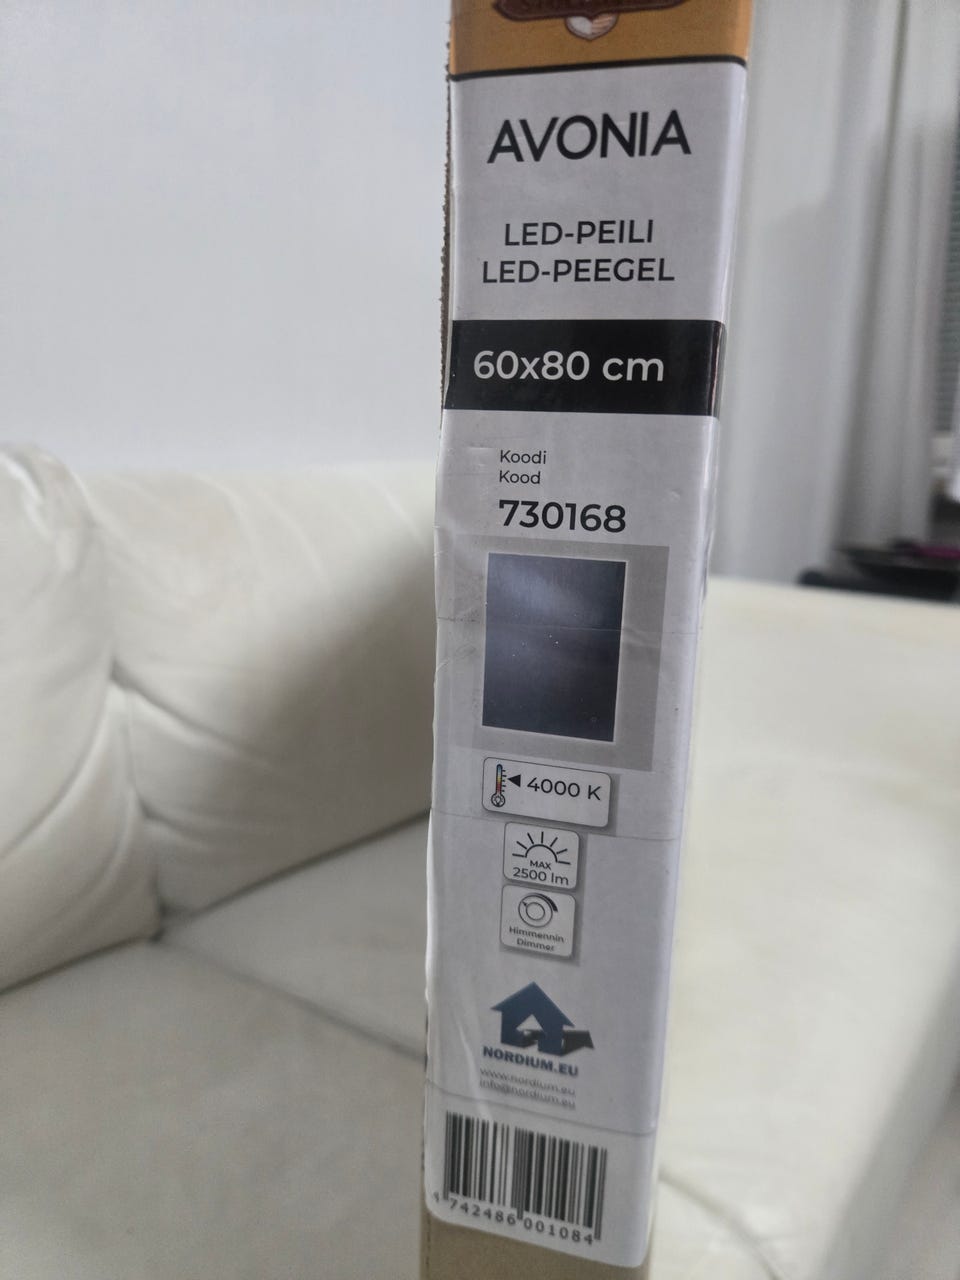 AVONIA
LED-PEILI
LED-PEEGEL
60x80 cm
Koodi
Kood
730168
4000 K
MAX
2500 lm
Himmennin
Dimmer
NORDIUM.EU
www.nordium.eu
info@nordium.eu
4 742486 001084